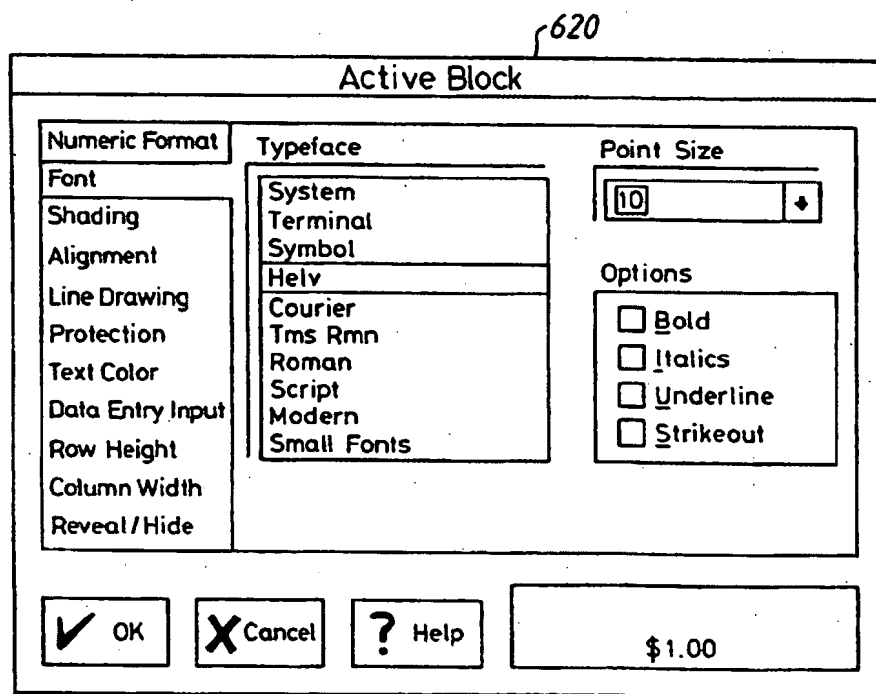 620
Active Block
Numeric Format
Font
Shading
Alignment
Line Drawing
Protection
Text Color
Data Entry Input
Row Height
Column Width
Reveal/Hide
Typeface
System
Terminal
Symbol
Helv
Courier
Tms Rmn
Roman
Script
Modern
Small Fonts
Point Size
10
Options
Bold
Italics
Underline
Strikeout
OK
Cancel
? Help
$1.00